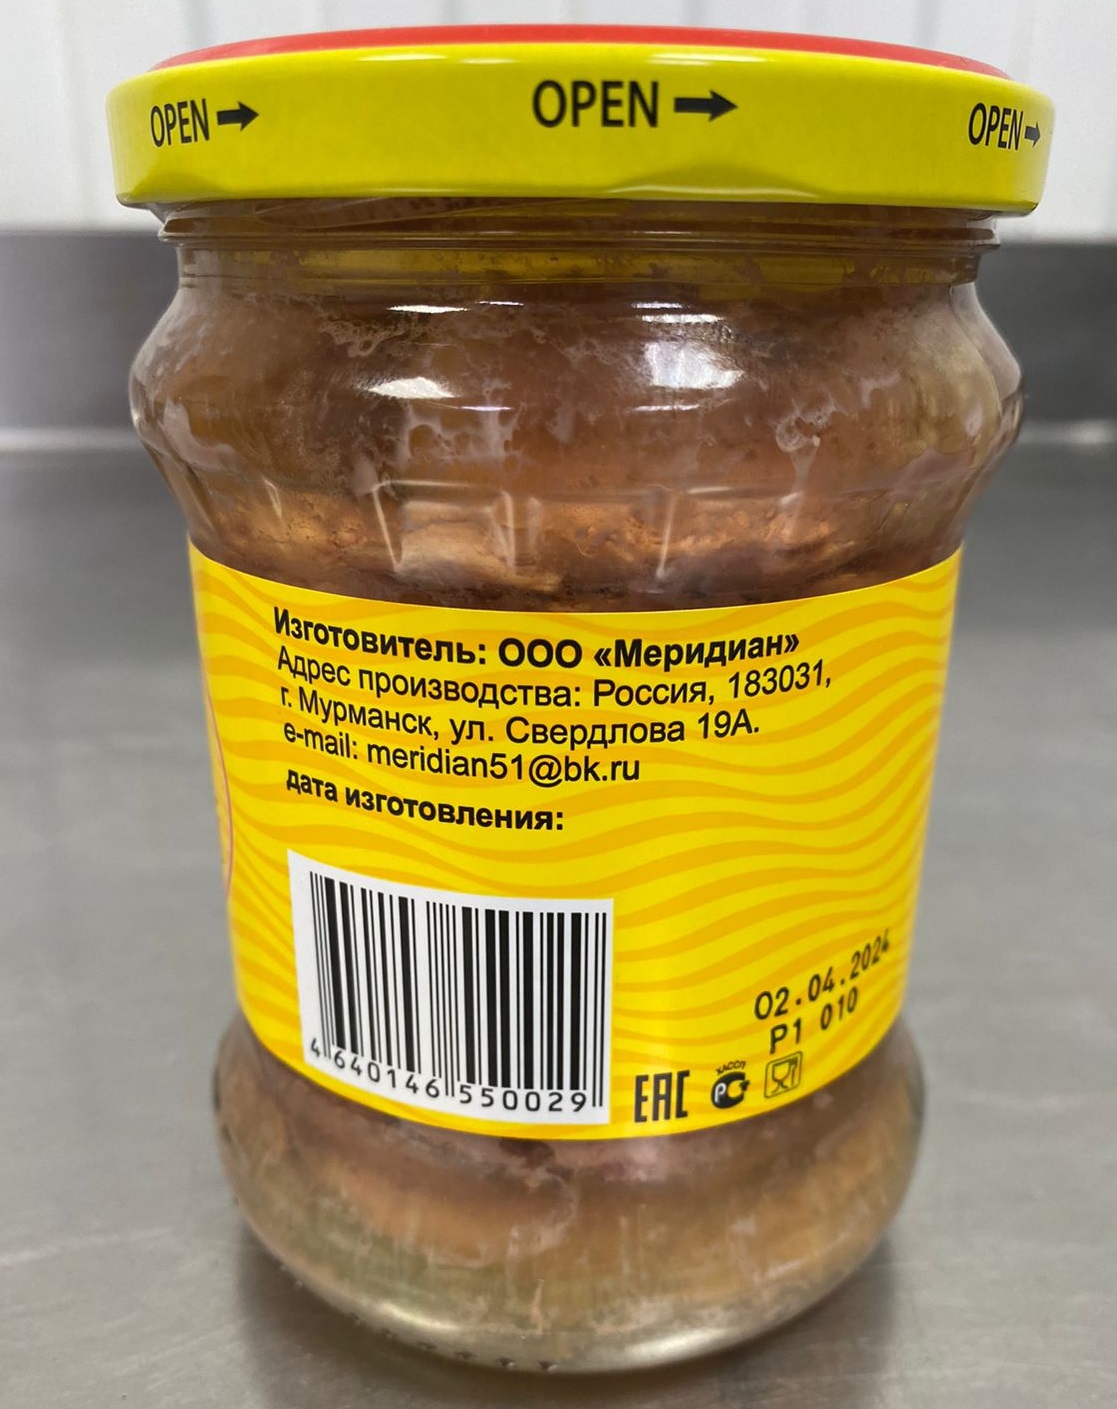 OPEN OPEN OPEN
Изготовитель: ООО «Меридиан»
Адрес производства: Россия, 183031,
г. Мурманск, ул. Свердлова 19А.
e-mail: meridian51@bk.ru
дата изготовления:
02.04.2024
P1 010
4 640146 550029
ЕАС ХАССП Р